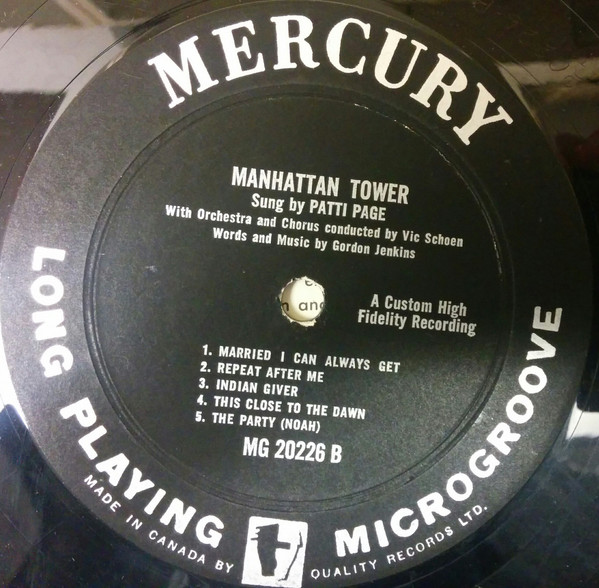 MERCURY
MANHATTAN TOWER
Sung by PATTI PAGE
With Orchestra and Chorus conducted by Vic Schoen
Words and Music by Gordon Jenkins
and
A Custom High
Fidelity Recording
1. MARRIED I CAN ALWAYS GET
2. REPEAT AFTER ME
3. INDIAN GIVER
4. THIS CLOSE TO THE DAWN
5. THE PARTY (NOAH)
MG 20226 B
LONG PLAYING MICROGROOVE
MADE IN CANADA BY QUALITY RECORDS LTD.